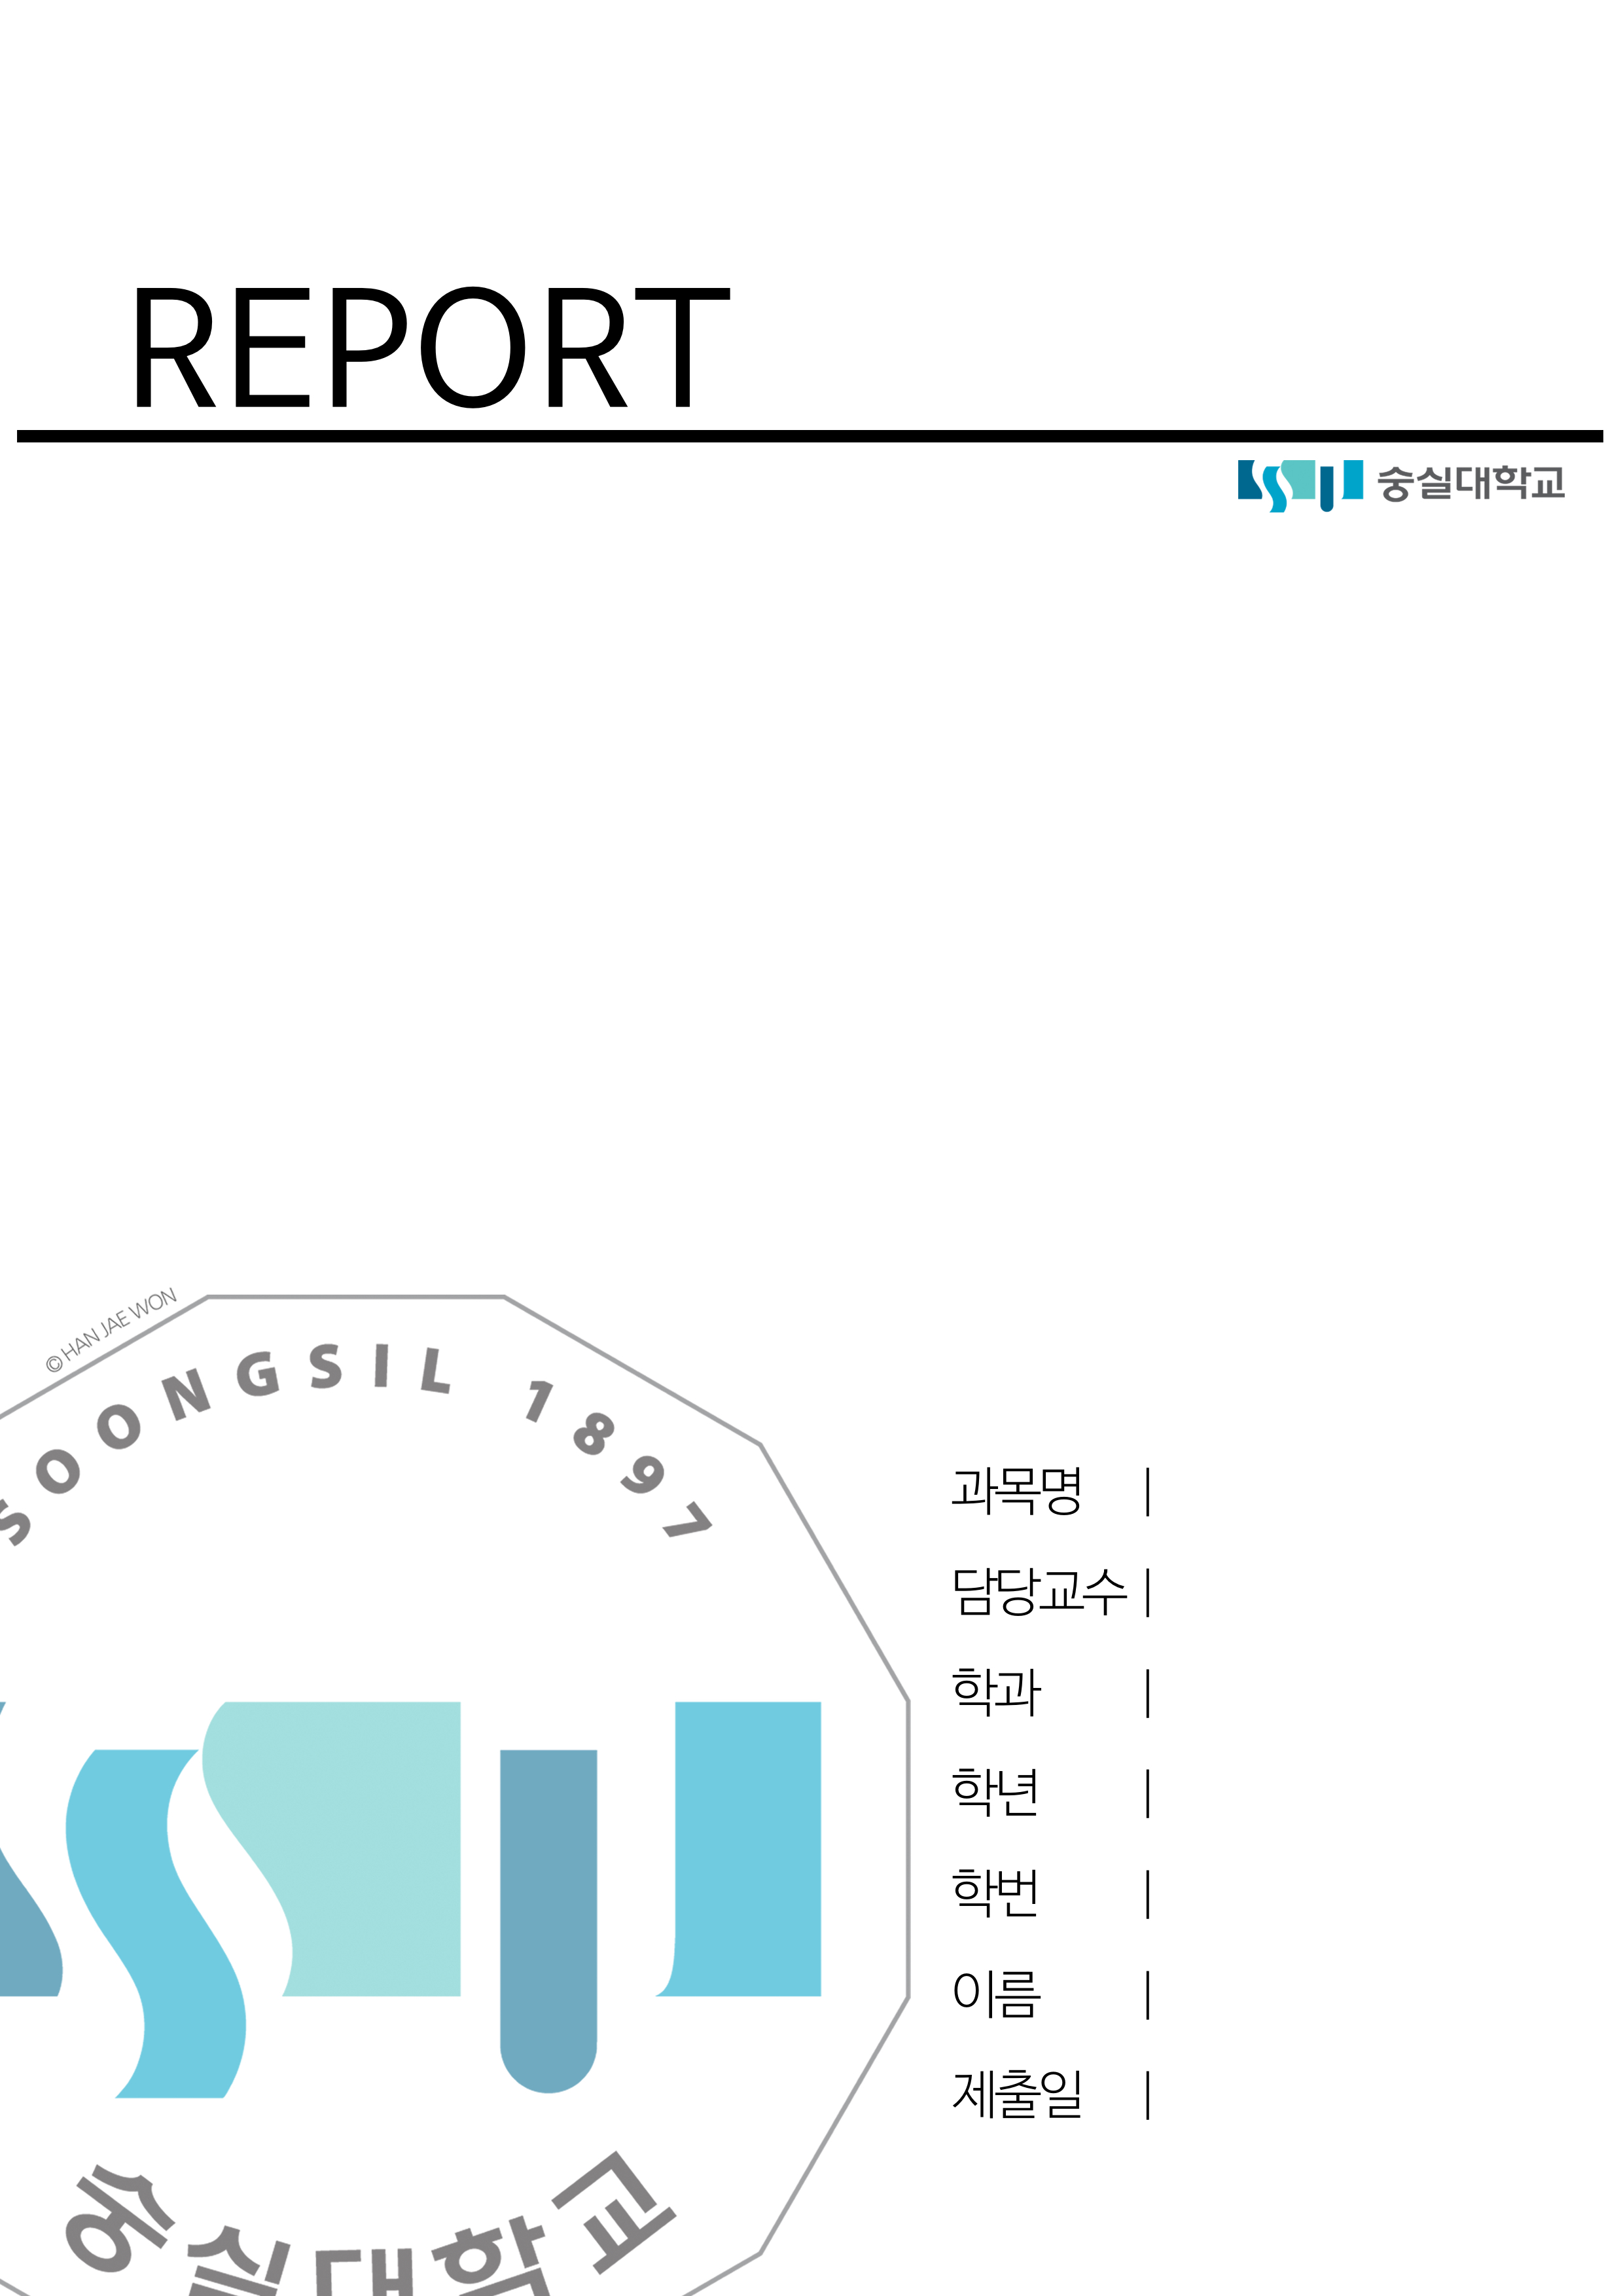 REPORT
숭실대학교
© HAN JAE WON
SOONGSIL 1897
과목명 |
담당교수 |
학과 |
학년 |
학번 |
이름 |
제출일 |
숭실대학교